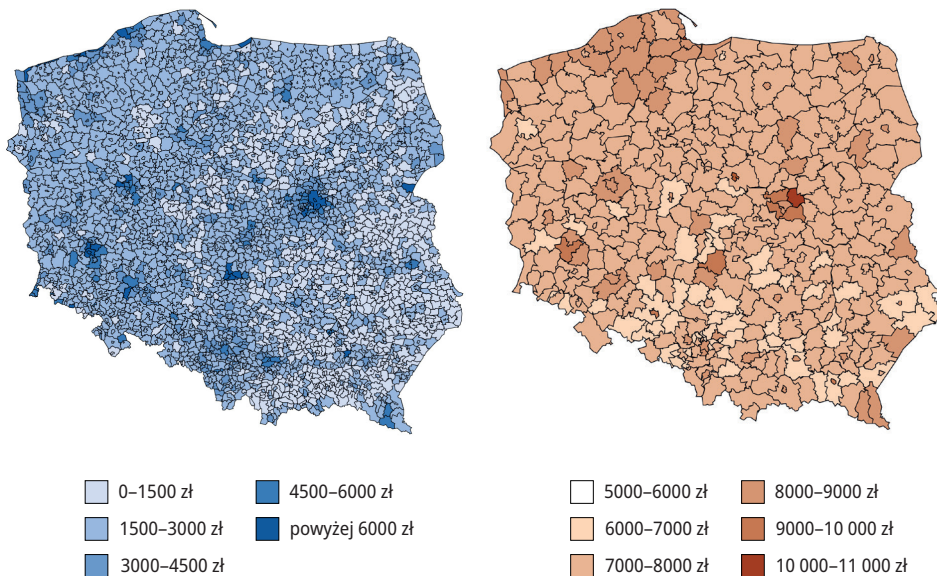 0–1500 zł
1500–3000 zł
3000–4500 zł
4500–6000 zł
powyżej 6000 zł
5000–6000 zł
6000–7000 zł
7000–8000 zł
8000–9000 zł
9000–10 000 zł
10 000–11 000 zł